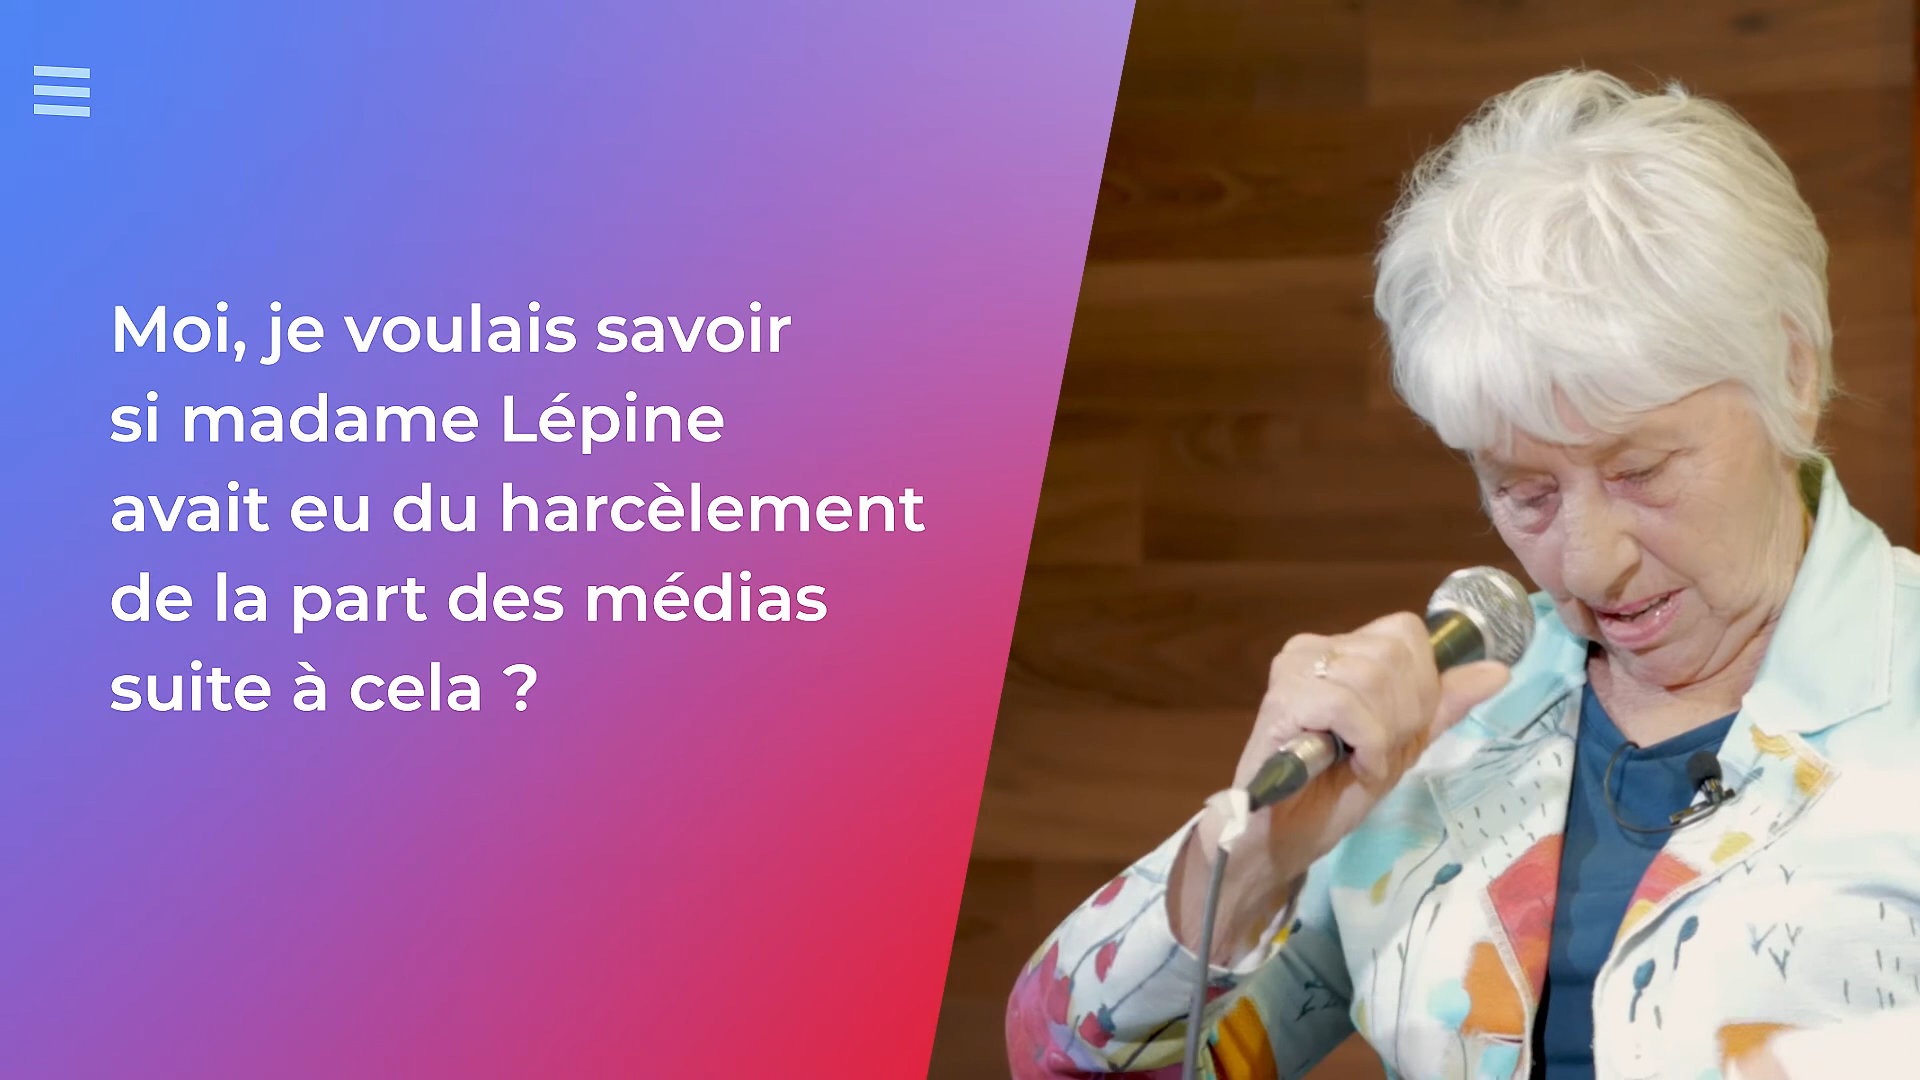 Moi, je voulais savoir
si madame Lépine
avait eu du harcèlement
de la part des médias
suite à cela ?